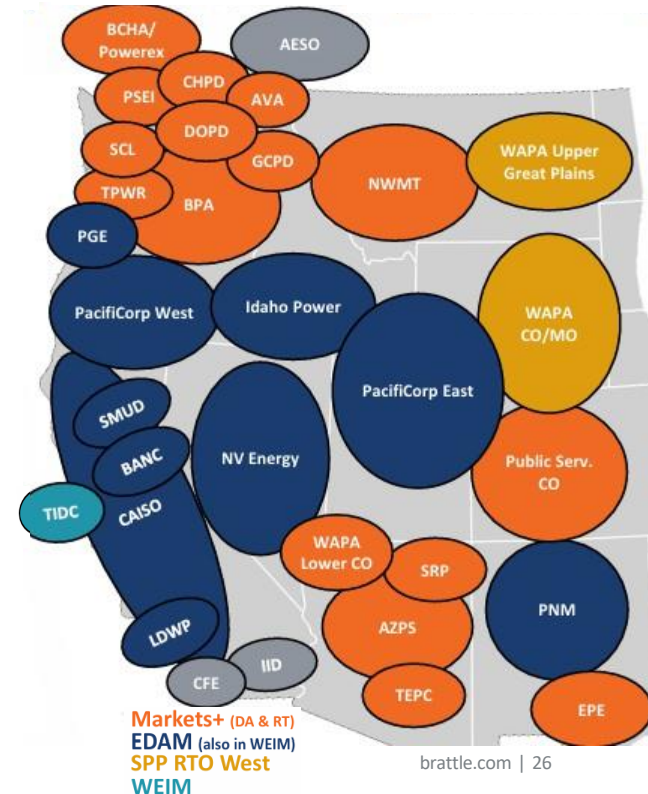 BCHA/
Powerex
AESO
PSEI
CHPD
AVA
DOPD
SCL
GCPD
TPWR
BPA
NWMT
WAPA Upper
Great Plains
PGE
PacifiCorp West
Idaho Power
WAPA
CO/MO
PacifiCorp East
SMUD
BANC
NV Energy
Public Serv.
CO
TIDC
CAISO
WAPA
Lower CO
SRP
LDWP
AZPS
PNM
CFE
IID
TEPC
EPE
Markets+ (DA & RT)
EDAM (also in WEIM)
SPP RTO West
WEIM
brattle.com | 26